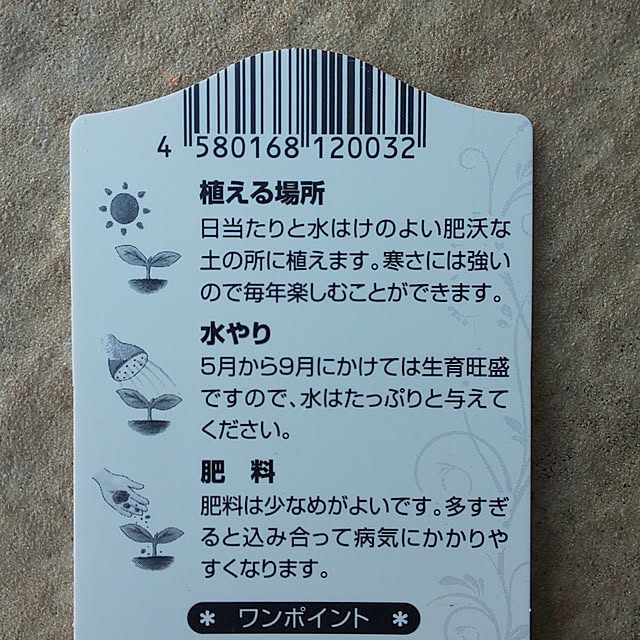 4 580168 120032
植える場所
日当たりと水はけのよい肥沃な
土の所に植えます。寒さには強い
ので毎年楽しむことができます。
水やり
5月から9月にかけては生育旺盛
ですので、水はたっぷりと与えて
ください。
肥 料
肥料は少なめがよいです。多すぎ
ると込み合って病気にかかりや
すくなります。
* ワンポイント *